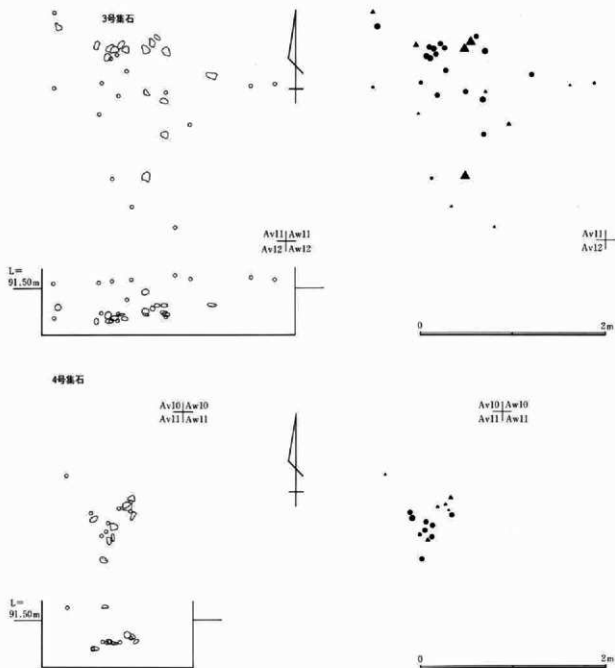 3号集石
Av11 Aw11
Av12 Aw12
Av11
Av12
L=
91.50m
0 2m
4号集石
Av10 Aw10
Av11 Aw11
Av10 Aw10
Av11 Aw11
L=
91.50m
0 2m